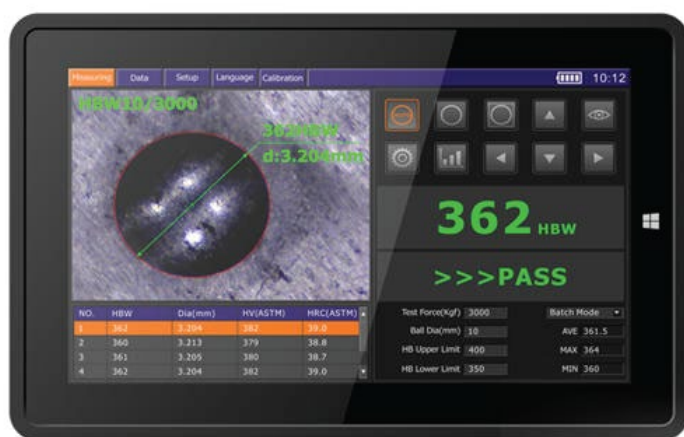 Measuring Data Setup Language Calibration 10:12
HBW10/3000
362HBW
d:3.204mm
362 HBW
>>>PASS
NO. HBW Dia(mm) HV(ASTM) HRC(ASTM)
1 362 3.204 382 39.0
2 360 3.213 379 38.8
3 361 3.205 380 38.7
4 362 3.204 382 39.0
Test Force(Kgf) 3000 Batch Mode
Ball Dia(mm) 10 AVE 361.5
HB Upper Limit 400 MAX 364
HB Lower Limit 350 MIN 360